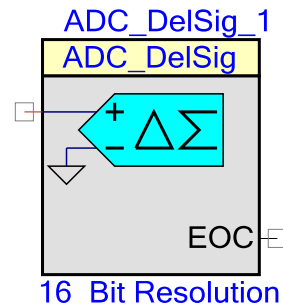 ADC_DelSig_1
ADC_DelSig
+
− ΔΣ
EOC
16 Bit Resolution